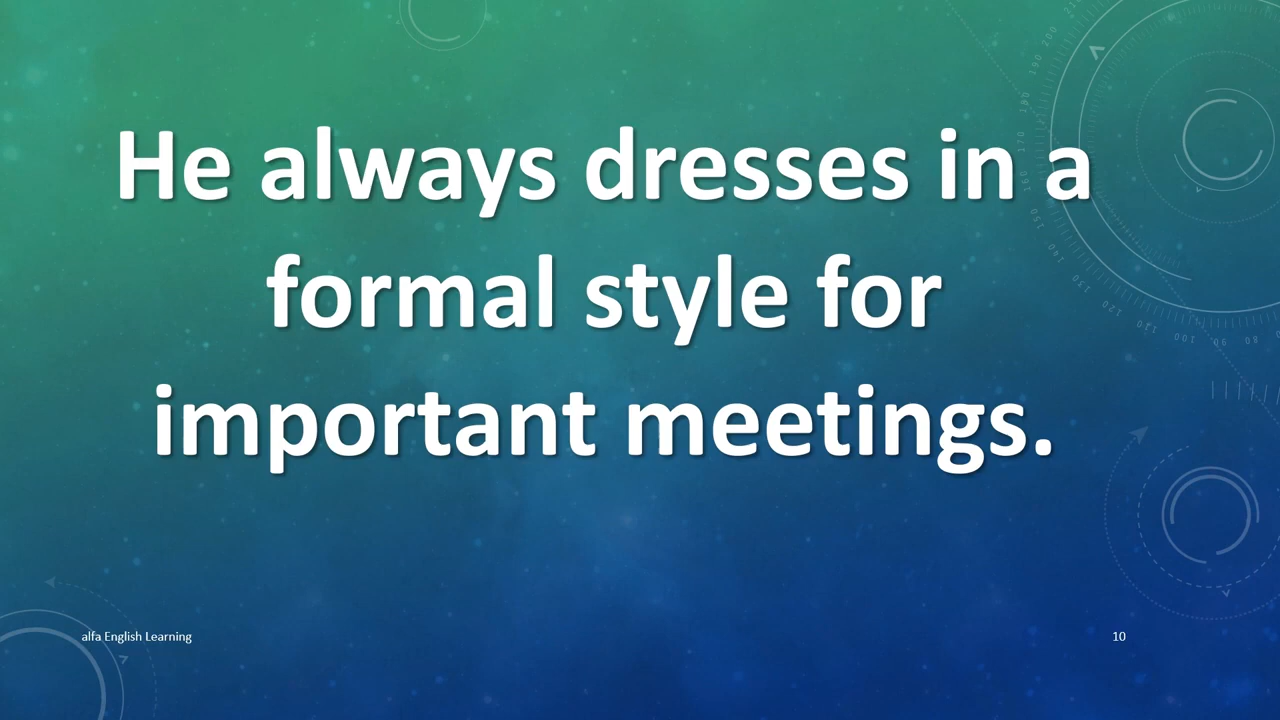 He always dresses in a
formal style for
important meetings.
alfa English Learning
10